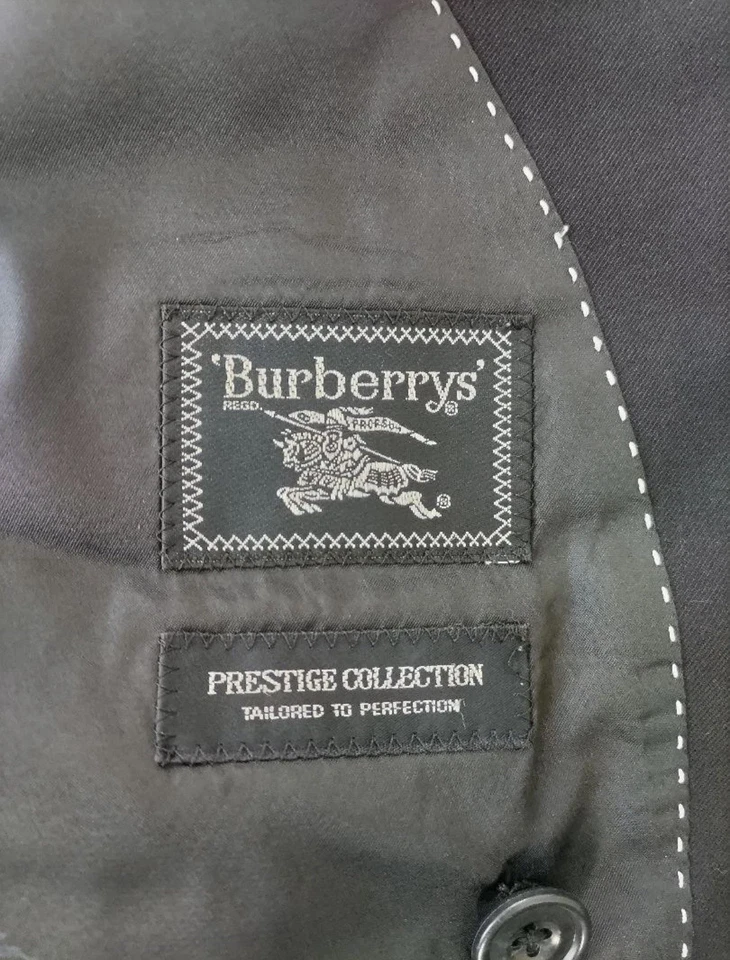 'Burberrys'®
REGD.
PRORSUM
®
PRESTIGE COLLECTION
TAILORED TO PERFECTION